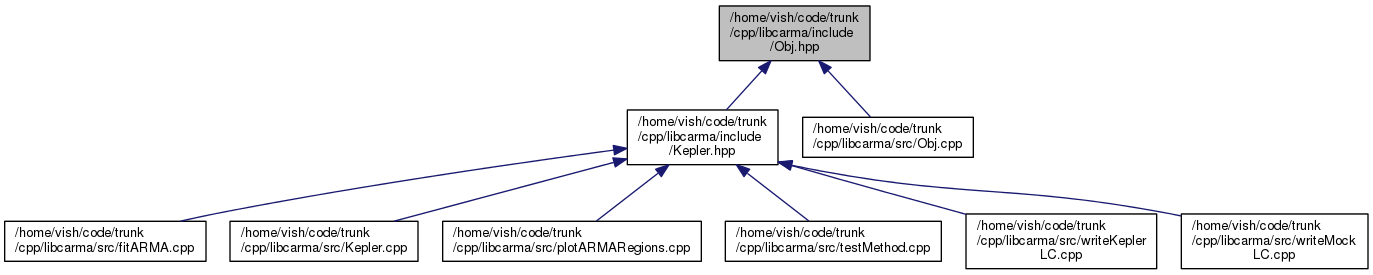 /home/vish/code/trunk
/cpp/libcarma/include
/Obj.hpp
/home/vish/code/trunk
/cpp/libcarma/include
/Kepler.hpp
/home/vish/code/trunk
/cpp/libcarma/src/Obj.cpp
/home/vish/code/trunk
/cpp/libcarma/src/fitARMA.cpp
/home/vish/code/trunk
/cpp/libcarma/src/Kepler.cpp
/home/vish/code/trunk
/cpp/libcarma/src/plotARMARegions.cpp
/home/vish/code/trunk
/cpp/libcarma/src/testMethod.cpp
/home/vish/code/trunk
/cpp/libcarma/src/writeKepler
LC.cpp
/home/vish/code/trunk
/cpp/libcarma/src/writeMock
LC.cpp